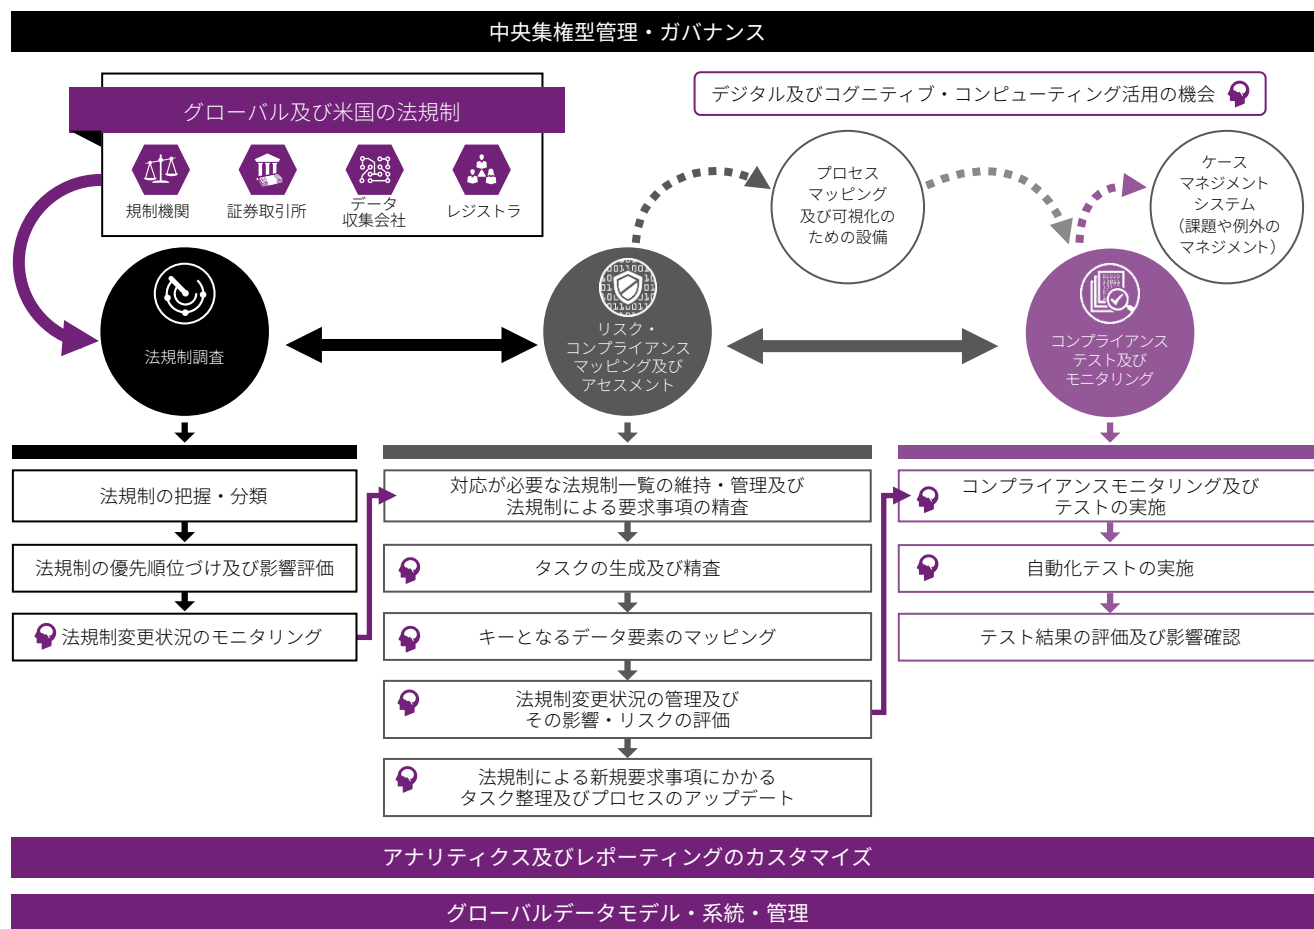 中央集権型管理・ガバナンス
グローバル及び米国の法規制
規制機関
証券取引所
データ
収集会社
レジストラ
デジタル及びコグニティブ・コンピューティング活用の機会
プロセス
マッピング
及び可視化の
ための設備
ケース
マネジメント
システム
（課題や例外の
マネジメント）
法規制調査
リスク・
コンプライアンス
マッピング及び
アセスメント
コンプライアンス
テスト及び
モニタリング
法規制の把握・分類
法規制の優先順位づけ及び影響評価
法規制変更状況のモニタリング
対応が必要な法規制一覧の維持・管理及び
法規制による要求事項の精査
タスクの生成及び精査
キーとなるデータ要素のマッピング
法規制変更状況の管理及び
その影響・リスクの評価
法規制による新規要求事項にかかる
タスク整理及びプロセスのアップデート
コンプライアンスモニタリング及び
テストの実施
自動化テストの実施
テスト結果の評価及び影響確認
アナリティクス及びレポーティングのカスタマイズ
グローバルデータモデル・系統・管理